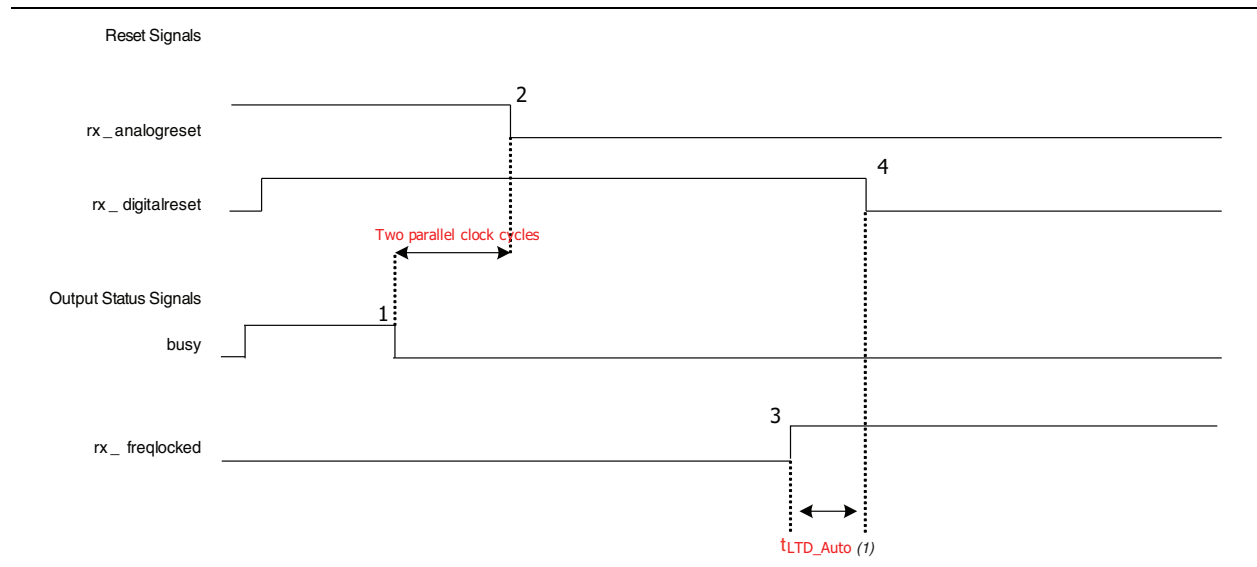 Reset Signals
2
rx _ analogreset
4
rx _ digitalreset
Two parallel clock cycles
Output Status Signals
1
busy
3
rx _ freqlocked
tLTD_Auto (1)